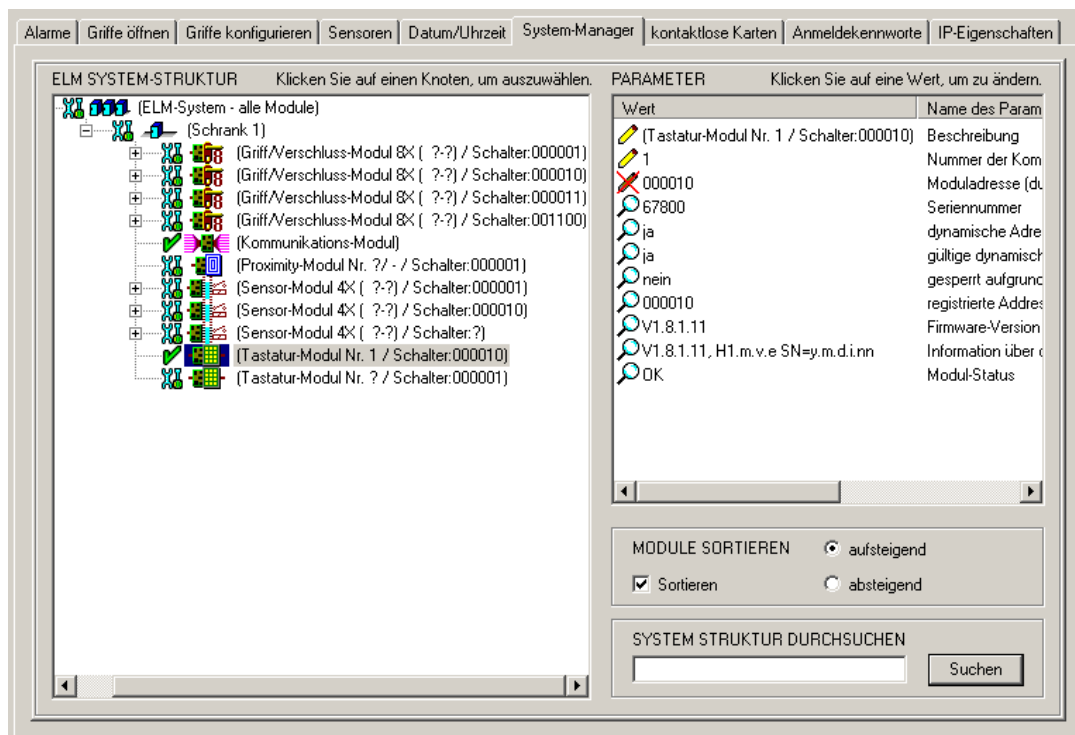 Alarme Griffe öffnen Griffe konfigurieren Sensoren Datum/Uhrzeit System-Manager kontaktlose Karten Anmeldekennworte IP-Eigenschaften
ELM SYSTEM-STRUKTUR Klicken Sie auf einen Knoten, um auszuwählen.
(ELM-System - alle Module)
(Schrank 1)
(Griff/Verschluss-Modul 8X ( ?-?) / Schalter:000001)
(Griff/Verschluss-Modul 8X ( ?-?) / Schalter:000010)
(Griff/Verschluss-Modul 8X ( ?-?) / Schalter:000011)
(Griff/Verschluss-Modul 8X ( ?-?) / Schalter:001100)
(Kommunikations-Modul)
(Proximity-Modul Nr. ?/ - / Schalter:000001)
(Sensor-Modul 4X ( ?-?) / Schalter:000001)
(Sensor-Modul 4X ( ?-?) / Schalter:000010)
(Sensor-Modul 4X ( ?-?) / Schalter:?)
(Tastatur-Modul Nr. 1 / Schalter:000010)
(Tastatur-Modul Nr. ? / Schalter:000001)
PARAMETER Klicken Sie auf eine Wert, um zu ändern.
Wert Name des Param
(Tastatur-Modul Nr. 1 / Schalter:000010) Beschreibung
1 Nummer der Kom
000010 Moduladresse (du
67800 Seriennummer
ja dynamische Adre
ja gültige dynamisch
nein gesperrt aufgrund
000010 registrierte Addres
V1.8.1.11 Firmware-Version
V1.8.1.11, H1.m.v.e SN=y.m.d.i.nn Information über
OK Modul-Status
MODULE SORTIEREN aufsteigend
Sortieren absteigend
SYSTEM STRUKTUR DURCHSUCHEN
Suchen